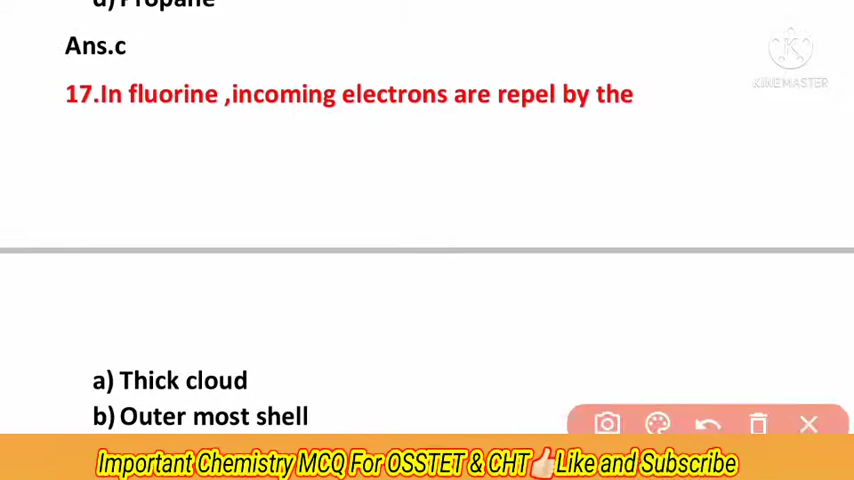 d) Propane
Ans.c
K
KINEMASTER
17.In fluorine ,incoming electrons are repel by the
a) Thick cloud
b) Outer most shell
Important Chemistry MCQ For OSSTET & CHT👍Like and Subscribe